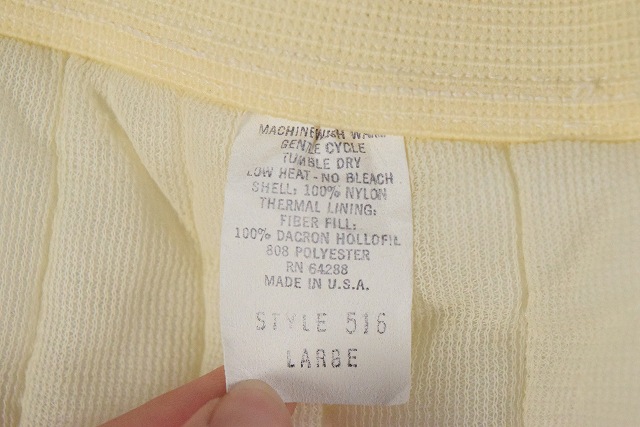 MACHINE WASH WARM
GENTLE CYCLE
TUMBLE DRY
LOW HEAT - NO BLEACH
SHELL: 100% NYLON
THERMAL LINING:
FIBER FILL:
100% DACRON HOLLOFIL
808 POLYESTER
RN 64288
MADE IN U.S.A.
STYLE 516
LARGE